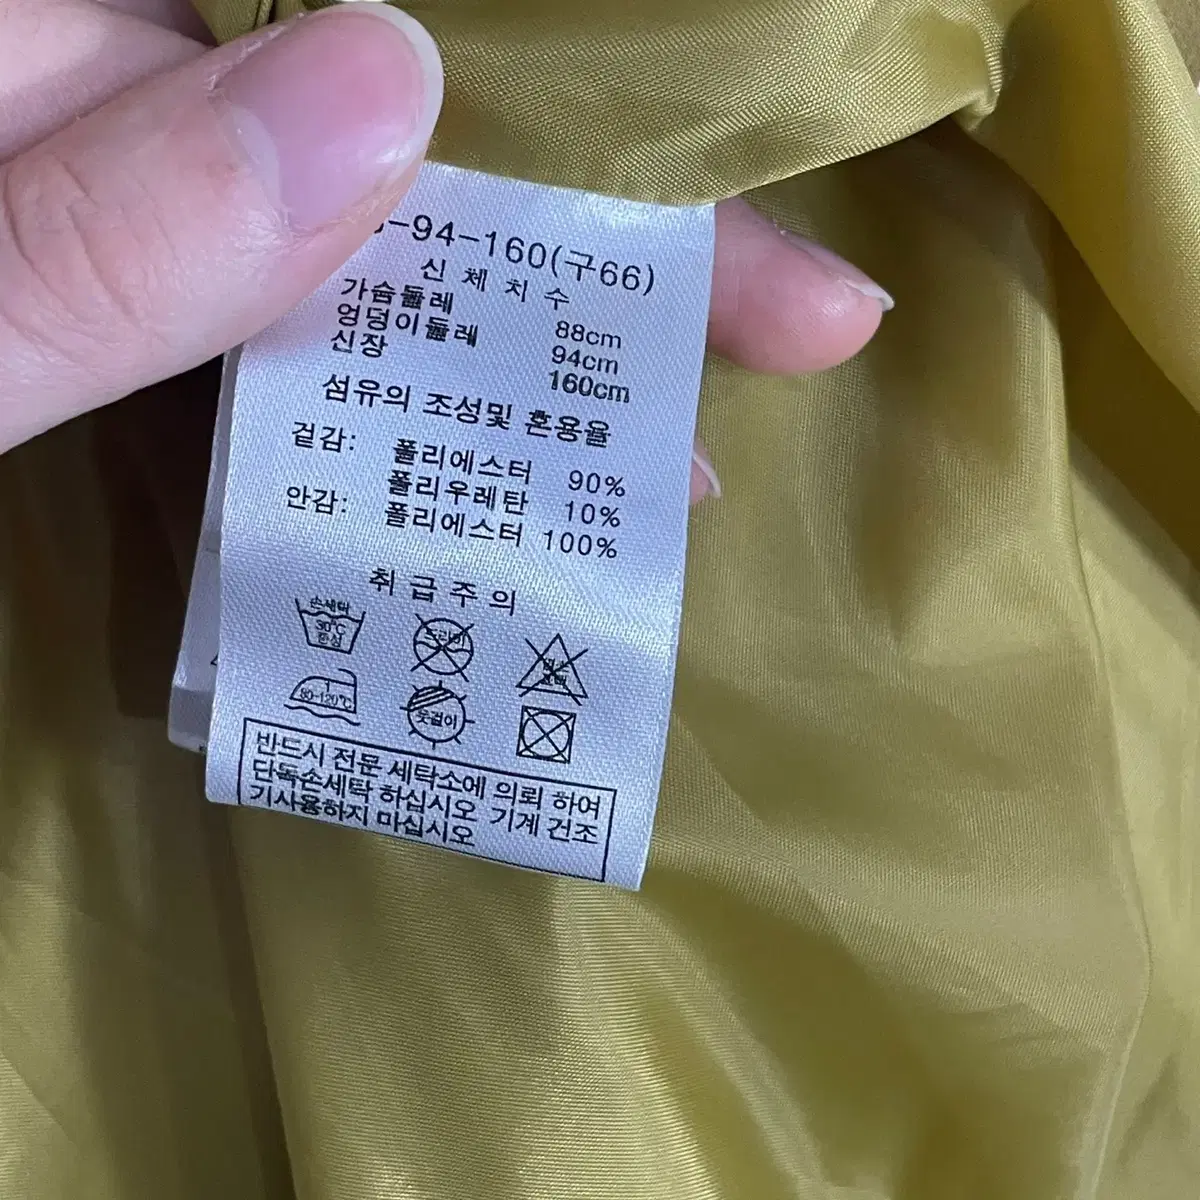 8-94-160(구66)
신 체 치 수
가슴둘레 88cm
엉덩이둘레 94cm
신장 160cm
섬유의 조성및 혼용율
겉감: 폴리에스터 90%
폴리우레탄 10%
안감: 폴리에스터 100%
취 급 주 의
손세탁
30℃
중성
드라이
80-120℃
옷걸이
반드시 전문 세탁소에 의뢰 하여
단독손세탁 하십시오 기계 건조
기사용하지 마십시오